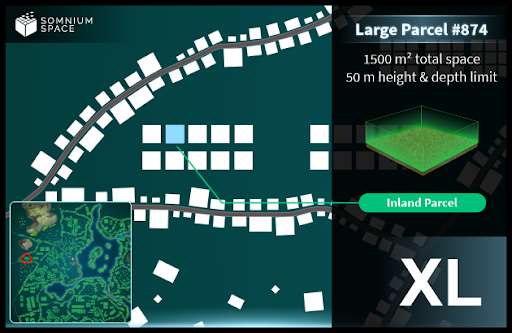 SOMNIUM
SPACE
Large Parcel #874
1500 m² total space
50 m height & depth limit
Inland Parcel
XL